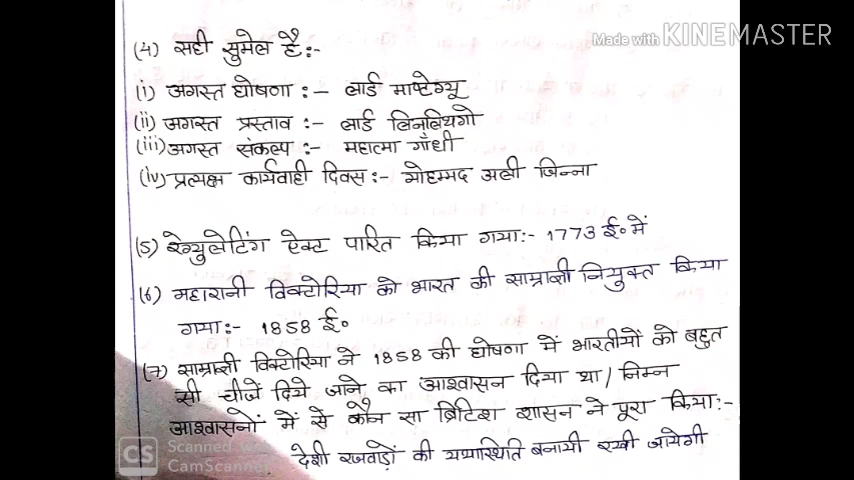 Made with KINEMASTER
(4) सही सुमेल है :-
(i) अगस्त घोषणा :- लार्ड माण्टेग्यू
(ii) अगस्त प्रस्ताव :- लार्ड लिनलिथगो
(iii) अगस्त संकल्प :- महात्मा गाँधी
(iv) प्रत्यक्ष कार्यवाही दिवस :- मोहम्मद अली जिन्ना
(5) रेग्युलेटिंग ऐक्ट पारित किया गया :- 1773 ई० में
(6) महारानी विक्टोरिया को भारत की साम्राज्ञी नियुक्त किया
गया :- 1858 ई०
(7) साम्राज्ञी विक्टोरिया ने 1858 की घोषणा में भारतीयों को बहुत
सी चीजे दिये जाने का आश्वासन दिया था / निम्न
आश्वासनों में से कौन सा ब्रिटिश शासन ने पूरा किया :-
देशी रजवाड़ों की यथास्थिति बनायी रखी जायेगी
CS Scanned with
CamScanner